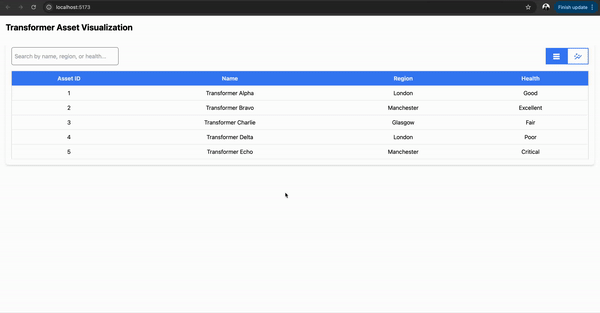 localhost:5173
Finish update
Transformer Asset Visualization
Search by name, region, or health...
Asset ID Name Region Health
1 Transformer Alpha London Good
2 Transformer Bravo Manchester Excellent
3 Transformer Charlie Glasgow Fair
4 Transformer Delta London Poor
5 Transformer Echo Manchester Critical